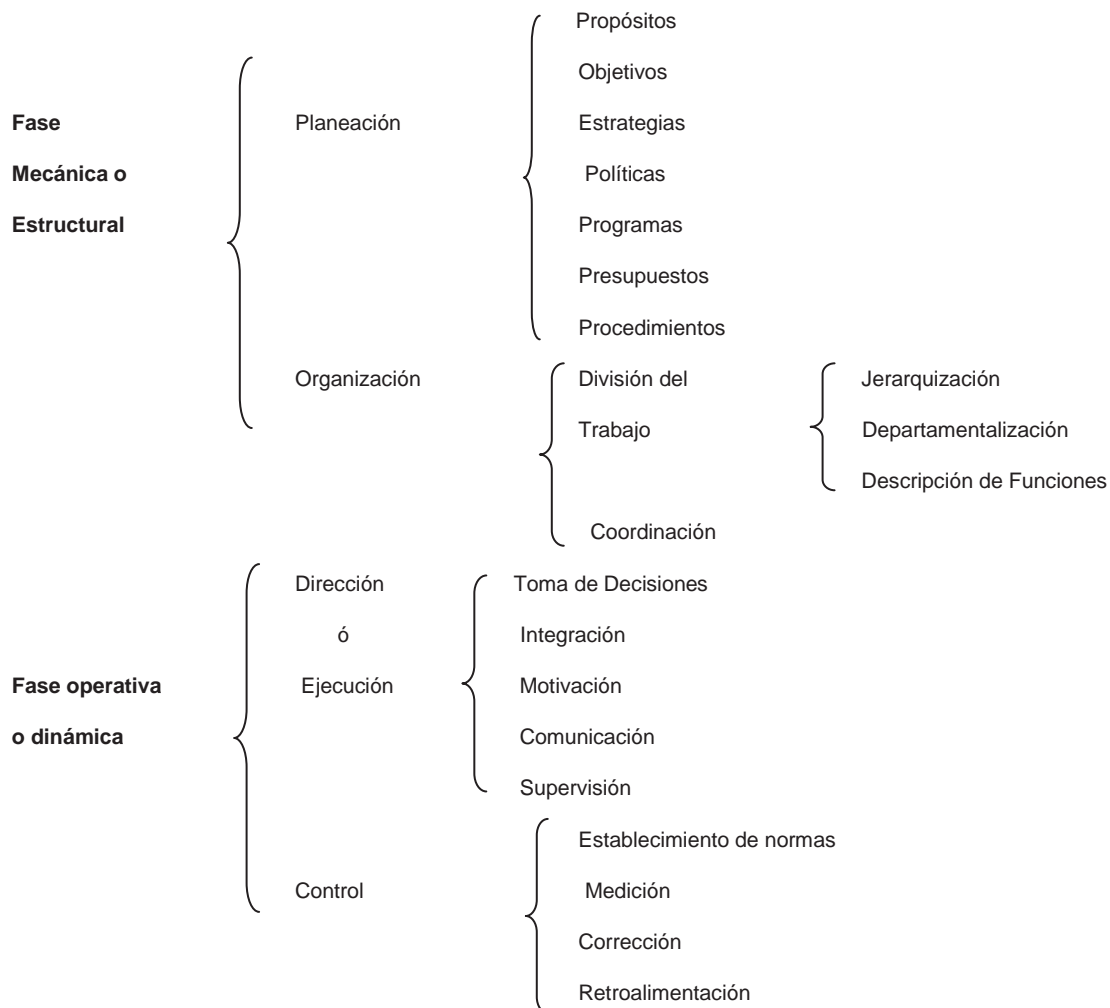 Fase
Mecánica o
Estructural
Planeación
Propósitos
Objetivos
Estrategias
Políticas
Programas
Presupuestos
Procedimientos
Organización
División del
Trabajo
Jerarquización
Departamentalización
Descripción de Funciones
Coordinación
Fase operativa
o dinámica
Dirección
ó
Ejecución
Toma de Decisiones
Integración
Motivación
Comunicación
Supervisión
Control
Establecimiento de normas
Medición
Corrección
Retroalimentación